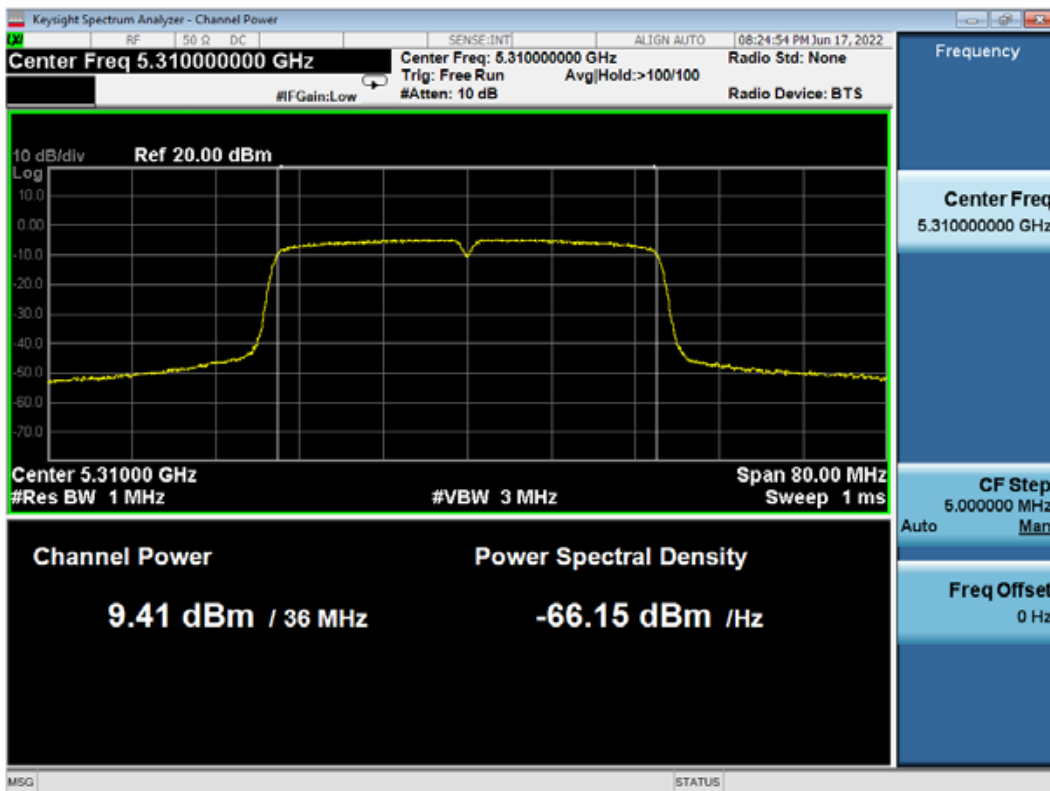 Keysight Spectrum Analyzer - Channel Power
LXI RF 50 Ω DC SENSE:INT ALIGN AUTO 08:24:54 PM Jun 17, 2022
Center Freq 5.310000000 GHz
Center Freq: 5.310000000 GHz Radio Std: None
Trig: Free Run Avg|Hold:>100/100
#IFGain:Low #Atten: 10 dB Radio Device: BTS
10 dB/div Ref 20.00 dBm
Log
10.0
0.00
-10.0
-20.0
-30.0
-40.0
-50.0
-60.0
-70.0
Center 5.31000 GHz Span 80.00 MHz
#Res BW 1 MHz #VBW 3 MHz Sweep 1 ms
Channel Power Power Spectral Density
9.41 dBm / 36 MHz -66.15 dBm /Hz
MSG STATUS
Frequency
Center Freq
5.310000000 GHz
CF Step
5.000000 MHz
Auto Man
Freq Offset
0 Hz